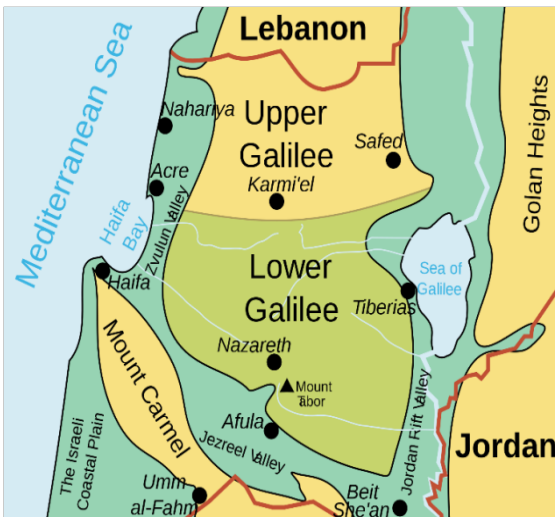 Lebanon
Mediterranean Sea
Nahariya
Upper
Galilee
Safed
Golan Heights
Acre
Karmi'el
Haifa
Bay
Zvulun Valley
Haifa
Lower
Galilee
Sea of
Galilee
Tiberias
Nazareth
Mount
Tabor
Mount Carmel
Afula
Jezreel Valley
Jordan Rift Valley
The Israeli
Coastal Plain
Jordan
Umm
al-Fahm
Beit
She'an